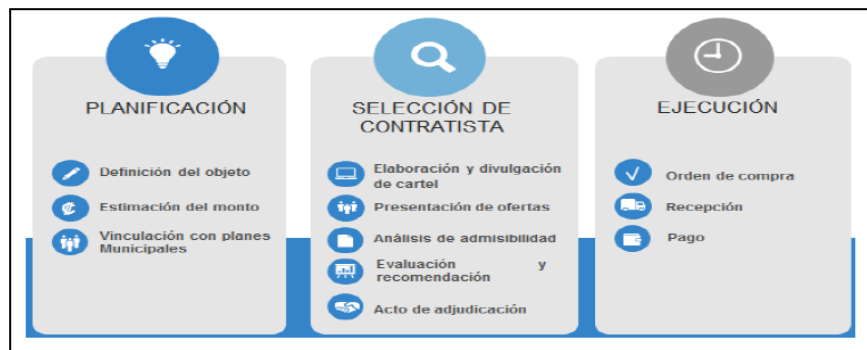 PLANIFICACIÓN
Definición del objeto
Estimación del monto
Vinculación con planes
Municipales
SELECCIÓN DE
CONTRATISTA
Elaboración y divulgación
de cartel
Presentación de ofertas
Análisis de admisibilidad
Evaluación y
recomendación
Acto de adjudicación
EJECUCIÓN
Orden de compra
Recepción
Pago